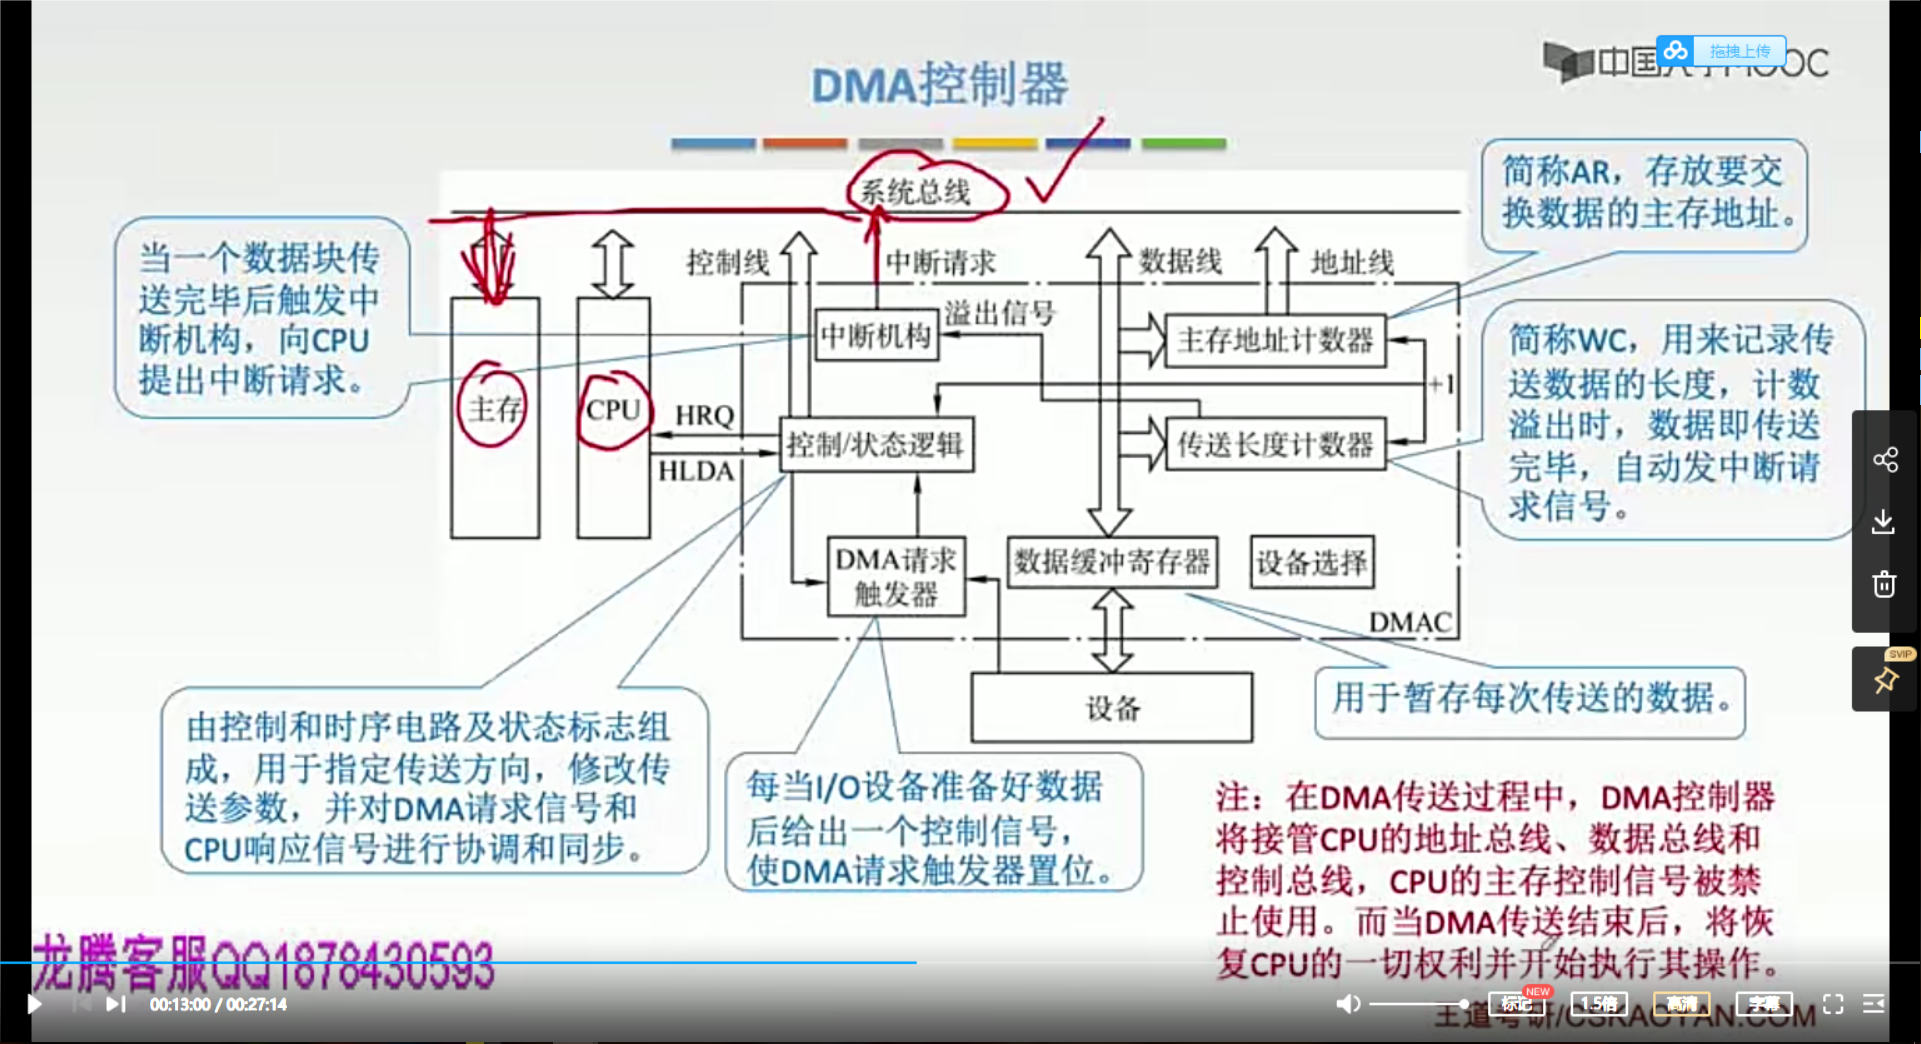 DMA控制器
中国大学MOOC
拖拽上传
系统总线
简称AR，存放要交
换数据的主存地址。
当一个数据块传
送完毕后触发中
断机构，向CPU
提出中断请求。
控制线
中断请求
数据线
地址线
中断机构
溢出信号
主存地址计数器
简称WC，用来记录传
送数据的长度，计数
溢出时，数据即传送
完毕，自动发中断请
求信号。
+1
主存
CPU
HRQ
HLDA
控制/状态逻辑
传送长度计数器
DMA请求
触发器
数据缓冲寄存器
设备选择
DMAC
设备
用于暂存每次传送的数据。
由控制和时序电路及状态标志组
成，用于指定传送方向，修改传
送参数，并对DMA请求信号和
CPU响应信号进行协调和同步。
每当I/O设备准备好数据
后给出一个控制信号，
使DMA请求触发器置位。
注：在DMA传送过程中，DMA控制器
将接管CPU的地址总线、数据总线和
控制总线，CPU的主存控制信号被禁
止使用。而当DMA传送结束后，将恢
复CPU的一切权利并开始执行其操作。
SVIP
龙腾客服QQ1878430593
00:13:00 / 00:27:14
标记
NEW
1.5倍
高清
字幕
王道考研/CSKAOYAN.COM